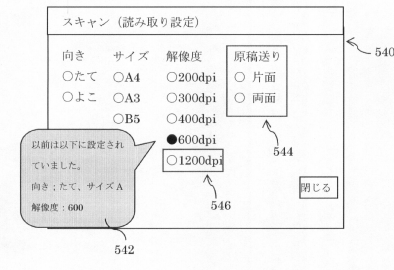 スキャン（読み取り設定）
向き サイズ 解像度 原稿送り
○たて ○A4 ○200dpi ○ 片面
○よこ ○A3 ○300dpi ○ 両面
○B5 ○400dpi
●600dpi
○1200dpi
以前は以下に設定され
ていました。
向き；たて、サイズ A
解像度：600
閉じる
540
544
546
542